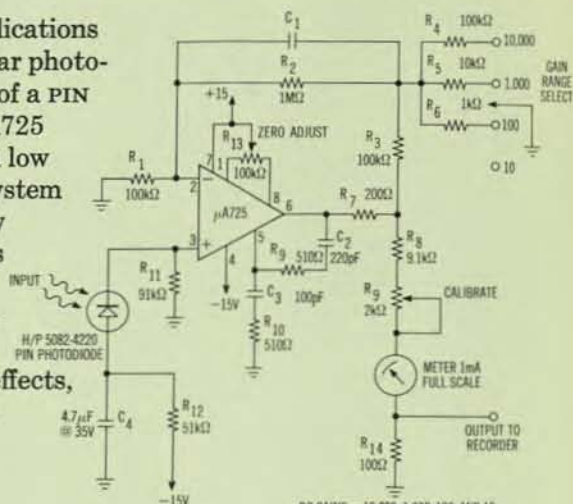 plications
ar photo-
of a PIN
A725
low
ystem
y
s
effects,
C1
R2
1MΩ
R4 100kΩ
10,000
R5 10kΩ
1,000
R6 1kΩ
100
10
GAIN
RANGE
SELECT
+15
R13
ZERO ADJUST
100kΩ
R1
100kΩ
7
1
8
2
3
6
5
4
μA725
R3
100kΩ
R7 200Ω
R9
510Ω
C2
220pF
R8
9.1kΩ
R11
91kΩ
-15V
C3
100pF
R10
510Ω
R9
2kΩ
CALIBRATE
INPUT
H/P 5082-4220
PIN PHOTODIODE
METER 1mA
FULL SCALE
4.7μF
@ 35V
C4
R12
51kΩ
-15V
OUTPUT TO
RECORDER
R14
100Ω